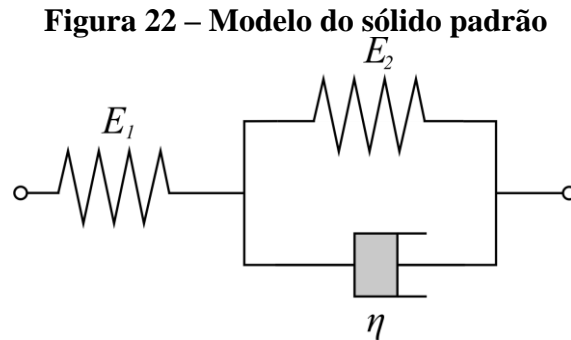 Figura 22 – Modelo do sólido padrão
E₂
E₁
η